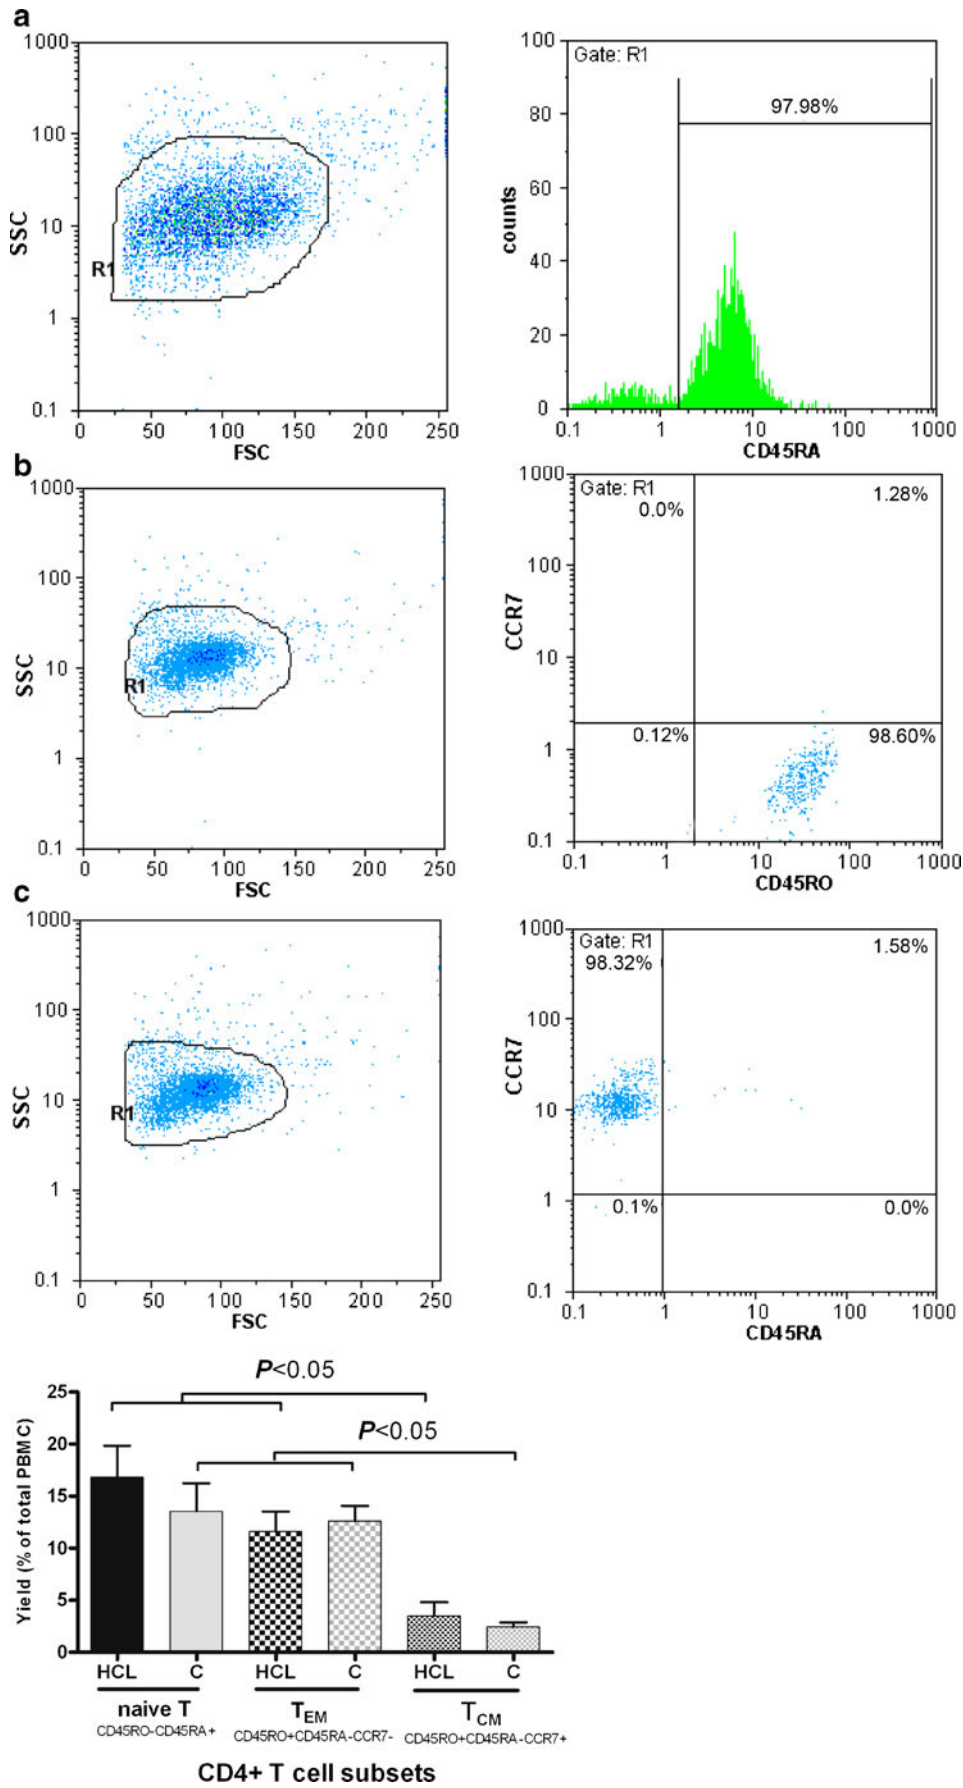 a
1000
100
10
1
0.1
SSC
R1
0
50
100
150
200
250
FSC
Gate: R1
97.98%
100
80
60
40
20
0
counts
0.1
1
10
100
1000
CD45RA
b
1000
100
10
1
0.1
SSC
R1
0
50
100
150
200
250
FSC
Gate: R1
0.0%
1.28%
0.12%
98.60%
1000
100
10
1
0.1
CCR7
0.1
1
10
100
1000
CD45RO
c
1000
100
10
1
0.1
SSC
R1
0
50
100
150
200
250
FSC
Gate: R1
98.32%
1.58%
0.1%
0.0%
1000
100
10
1
0.1
CCR7
0.1
1
10
100
1000
CD45RA
P<0.05
P<0.05
25
20
15
10
5
0
Yield (% of total PBMC)
HCL
C
HCL
C
HCL
C
naive T
TEM
TCM
CD45RO-CD45RA+
CD45RO+CD45RA-CCR7-
CD45RO+CD45RA-CCR7+
CD4+ T cell subsets